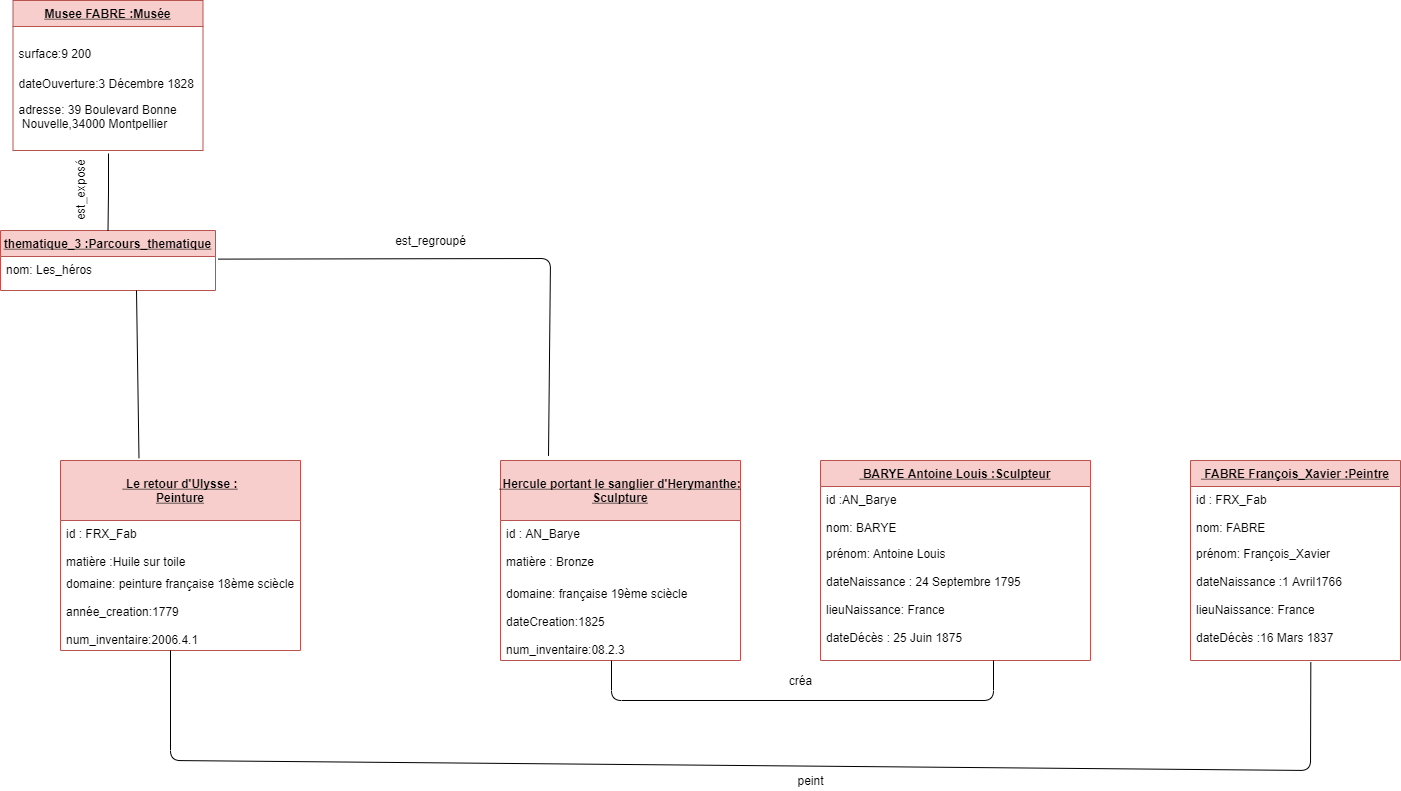 Musee FABRE :Musée
surface:9 200
dateOuverture:3 Décembre 1828
adresse: 39 Boulevard Bonne
Nouvelle,34000 Montpellier
est_exposé
thematique_3 :Parcours_thematique
nom: Les_héros
est_regroupé
Le retour d'Ulysse :
Peinture
id : FRX_Fab
matière :Huile sur toile
domaine: peinture française 18ème sciècle
année_creation:1779
num_inventaire:2006.4.1
Hercule portant le sanglier d'Herymanthe:
Sculpture
id : AN_Barye
matière : Bronze
domaine: française 19ème sciècle
dateCreation:1825
num_inventaire:08.2.3
BARYE Antoine Louis :Sculpteur
id :AN_Barye
nom: BARYE
prénom: Antoine Louis
dateNaissance : 24 Septembre 1795
lieuNaissance: France
dateDécès : 25 Juin 1875
FABRE François_Xavier :Peintre
id : FRX_Fab
nom: FABRE
prénom: François_Xavier
dateNaissance :1 Avril1766
lieuNaissance: France
dateDécès :16 Mars 1837
créa
peint